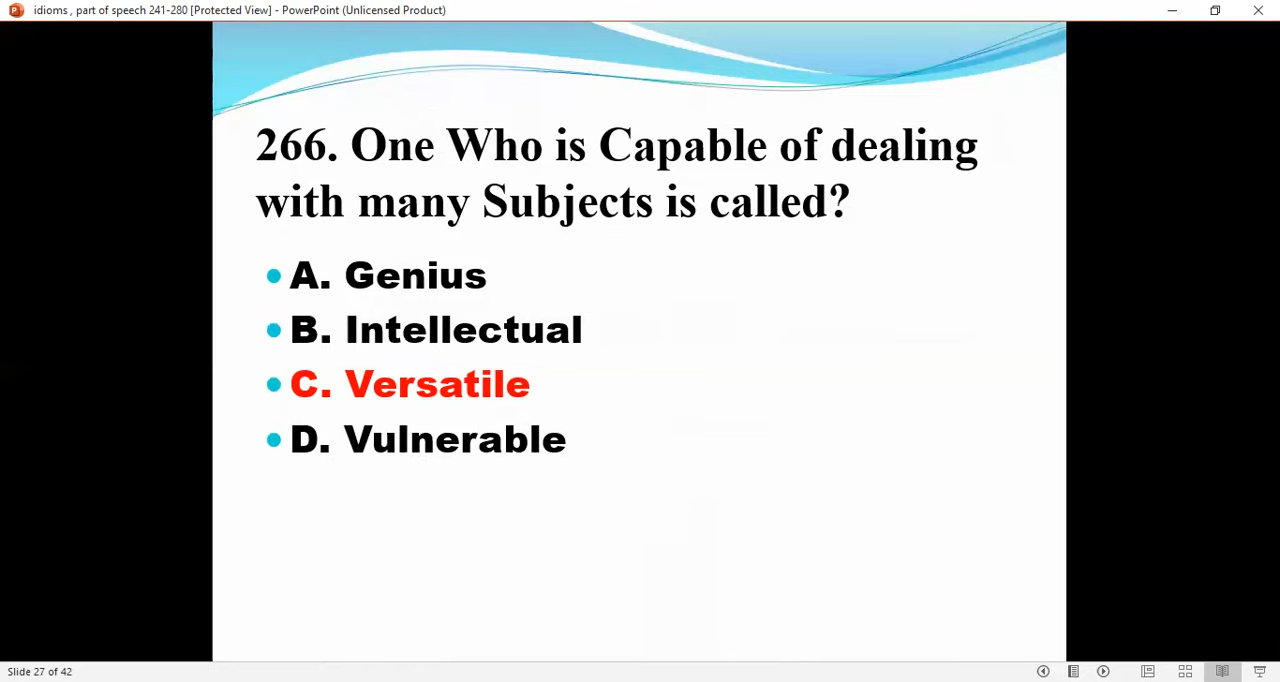 idioms , part of speech 241-280 [Protected View] - PowerPoint (Unlicensed Product)
266. One Who is Capable of dealing
with many Subjects is called?
A. Genius
B. Intellectual
C. Versatile
D. Vulnerable
Slide 27 of 42